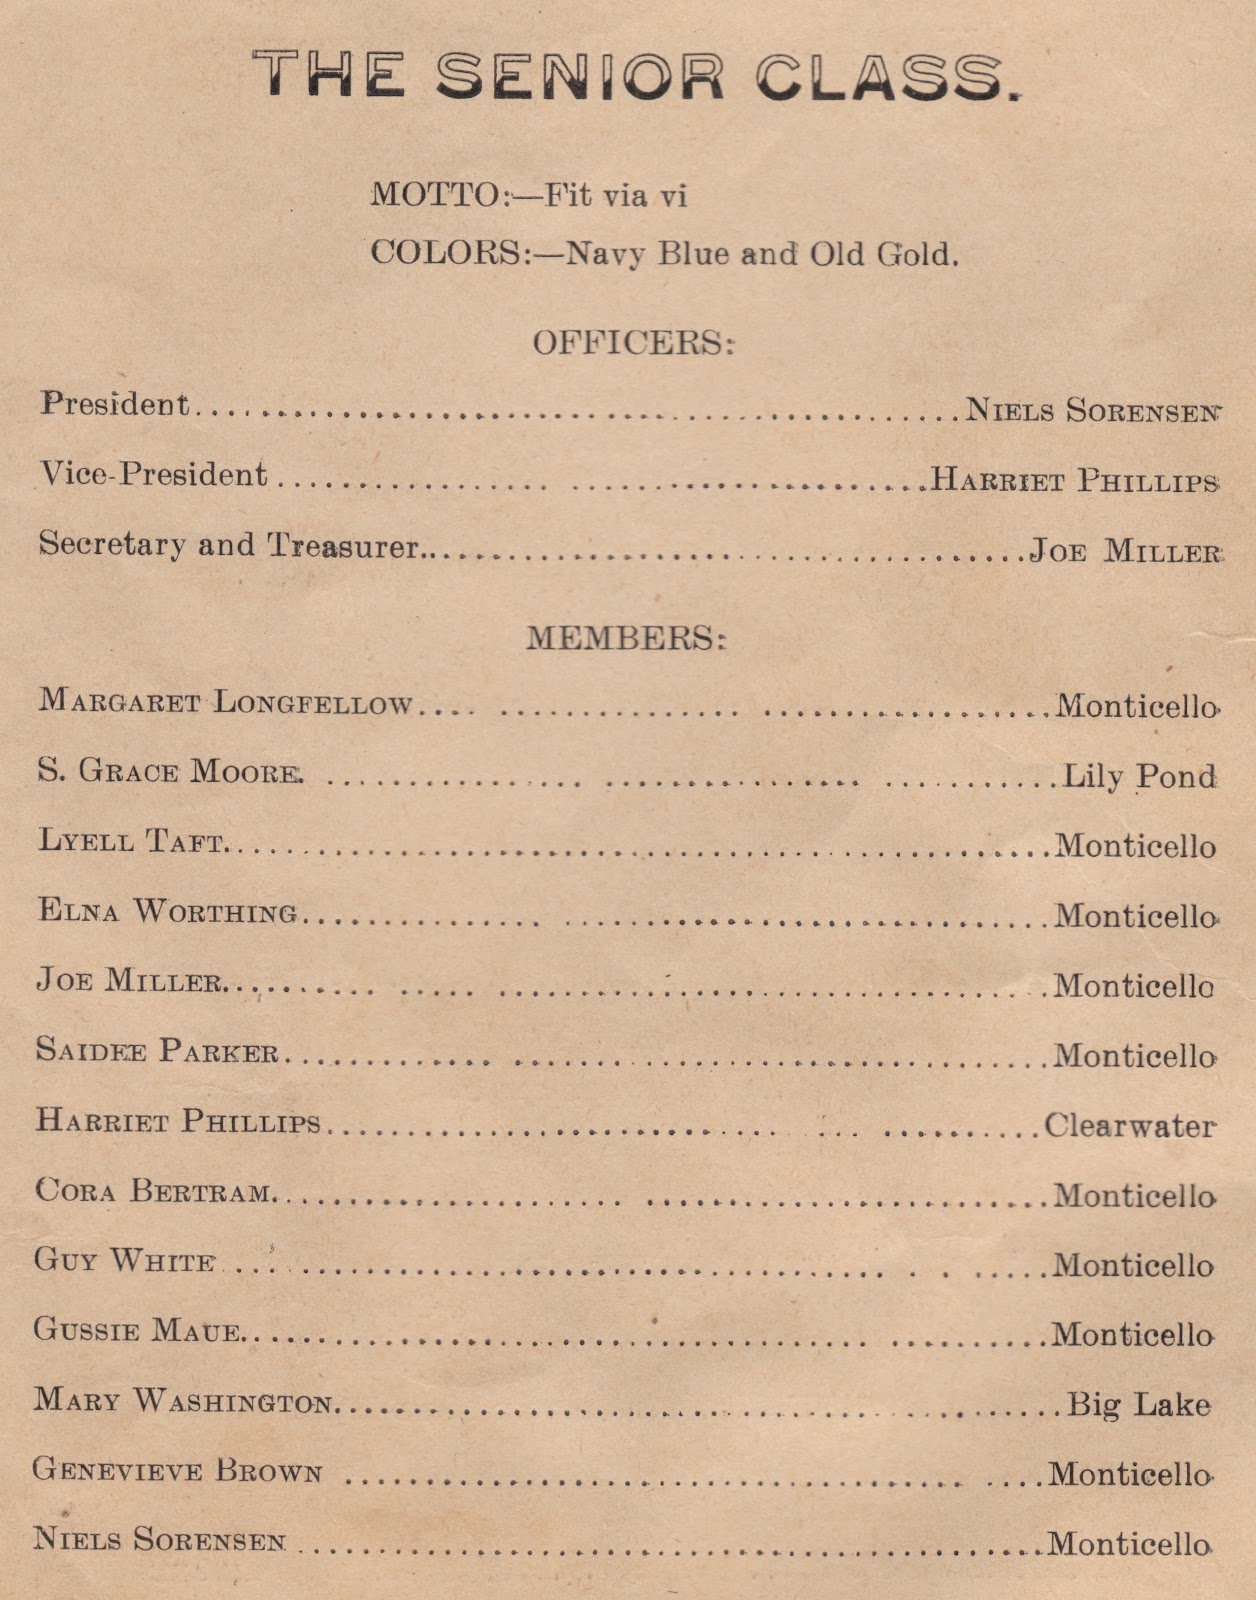 THE SENIOR CLASS.
MOTTO:—Fit via vi
COLORS:—Navy Blue and Old Gold.
OFFICERS:
President........................................NIELS SORENSEN
Vice-President........................................HARRIET PHILLIPS
Secretary and Treasurer........................................JOE MILLER
MEMBERS:
MARGARET LONGFELLOW........................................Monticello
S. GRACE MOORE. ........................................Lily Pond
LYELL TAFT........................................Monticello
ELNA WORTHING........................................Monticello
JOE MILLER........................................Monticello
SAIDEE PARKER........................................Monticello
HARRIET PHILLIPS........................................Clearwater
CORA BERTRAM........................................Monticello
GUY WHITE ........................................Monticello
GUSSIE MAUE........................................Monticello
MARY WASHINGTON........................................Big Lake
GENEVIEVE BROWN ........................................Monticello
NIELS SORENSEN ........................................Monticello